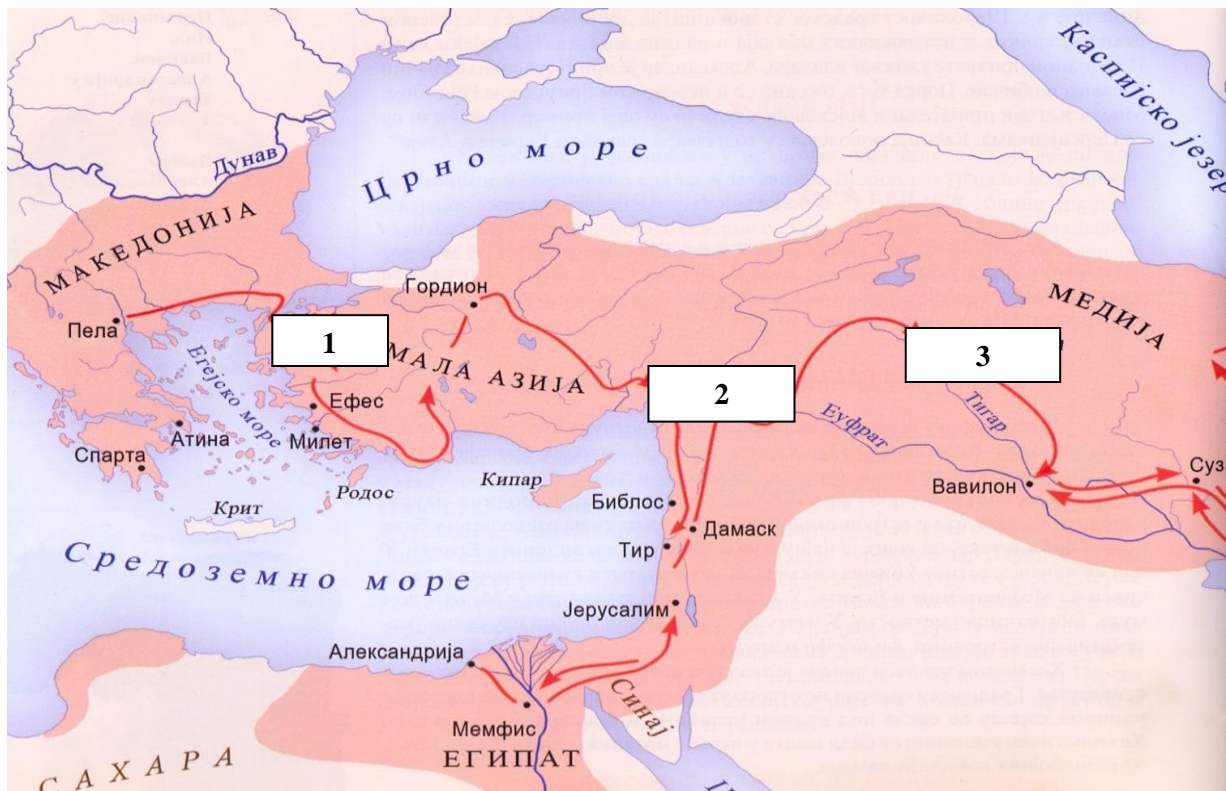 Каспијско језер
Дунав
Црно море
МАКЕДОНИЈА
Гордион
МЕДИЈА
Пела
1
2
3
МАЛА АЗИЈА
Егејско море
Ефес
Милет
Атина
Спарта
Еуфрат
Тигар
Суза
Вавилон
Кипар
Родос
Крит
Библос
Дамаск
Тир
Средоземно море
Јерусалим
Александрија
Синај
Мемфис
ЕГИПАТ
САХАРА